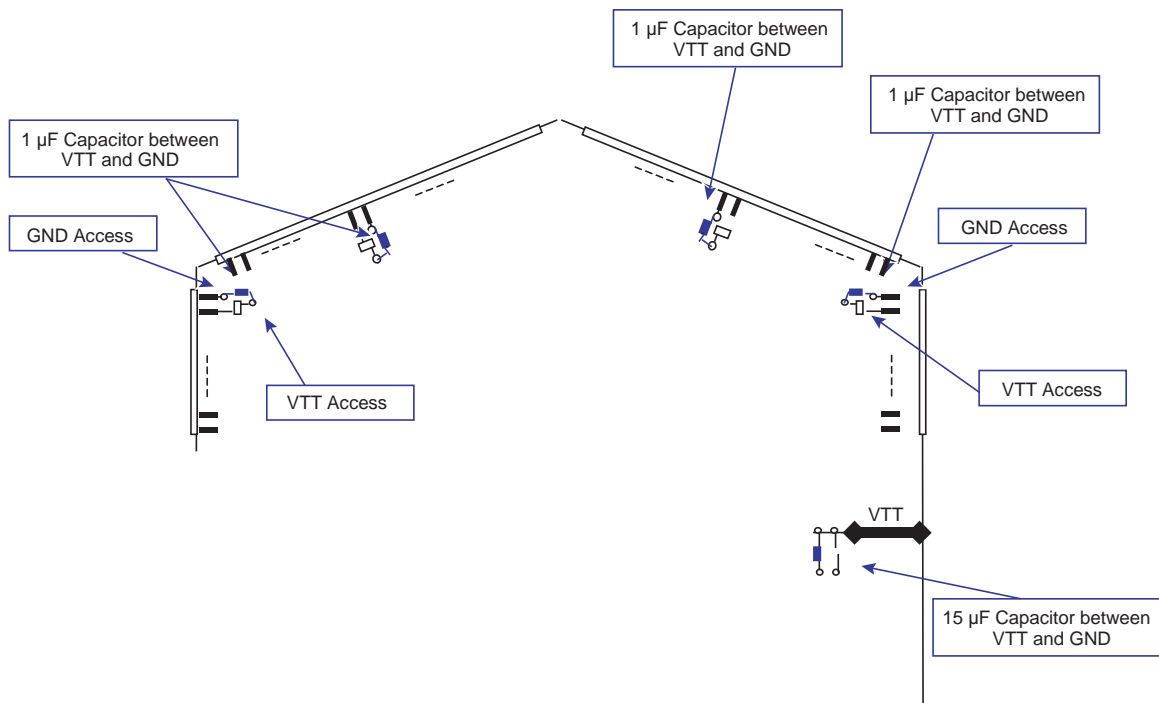 1 µF Capacitor between
VTT and GND
1 µF Capacitor between
VTT and GND
1 µF Capacitor between
VTT and GND
GND Access
GND Access
VTT Access
VTT Access
VTT
15 µF Capacitor between
VTT and GND